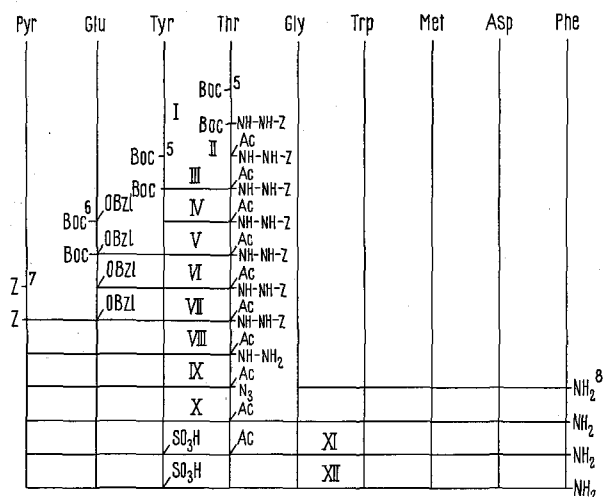 Pyr Glu Tyr Thr Gly Trp Met Asp Phe
Boc 5
I
Boc NH-NH-Z
Boc 5 II Ac
NH-NH-Z
III Ac
Boc NH-NH-Z
6 OBzl IV Ac
Boc NH-NH-Z
OBzl V Ac
Boc NH-NH-Z
OBzl VI Ac
Z 7 NH-NH-Z
OBzl VII Ac
Z NH-NH-Z
VIII Ac
NH-NH2
IX Ac
N3 NH2 8
X Ac
NH2
SO3H Ac XI
NH2
SO3H XII
NH2